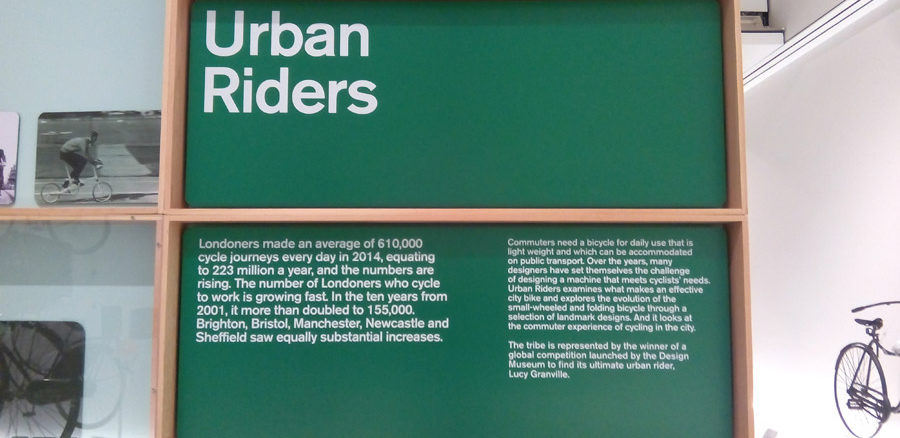 Urban
Riders
Londoners made an average of 610,000
cycle journeys every day in 2014, equating
to 223 million a year, and the numbers are
rising. The number of Londoners who cycle
to work is growing fast. In the ten years from
2001, it more than doubled to 155,000.
Brighton, Bristol, Manchester, Newcastle and
Sheffield saw equally substantial increases.
Commuters need a bicycle for daily use that is
light weight and which can be accommodated
on public transport. Over the years, many
designers have set themselves the challenge
of designing a machine that meets cyclists' needs.
Urban Riders examines what makes an effective
city bike and explores the evolution of the
small-wheeled and folding bicycle through a
selection of landmark designs. And it looks at
the commuter experience of cycling in the city.
The tribe is represented by the winner of a
global competition launched by the Design
Museum to find its ultimate urban rider,
Lucy Granville.